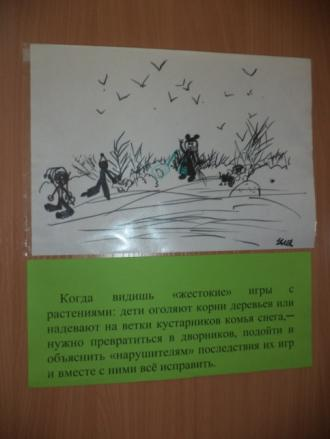 Когда видишь «жестокие» игры с
растениями: дети оголяют корни деревьев или
надевают на ветки кустарников комья снега,—
нужно превратиться в дворников, подойти и
объяснить «нарушителям» последствия их игр
и вместе с ними всё исправить.